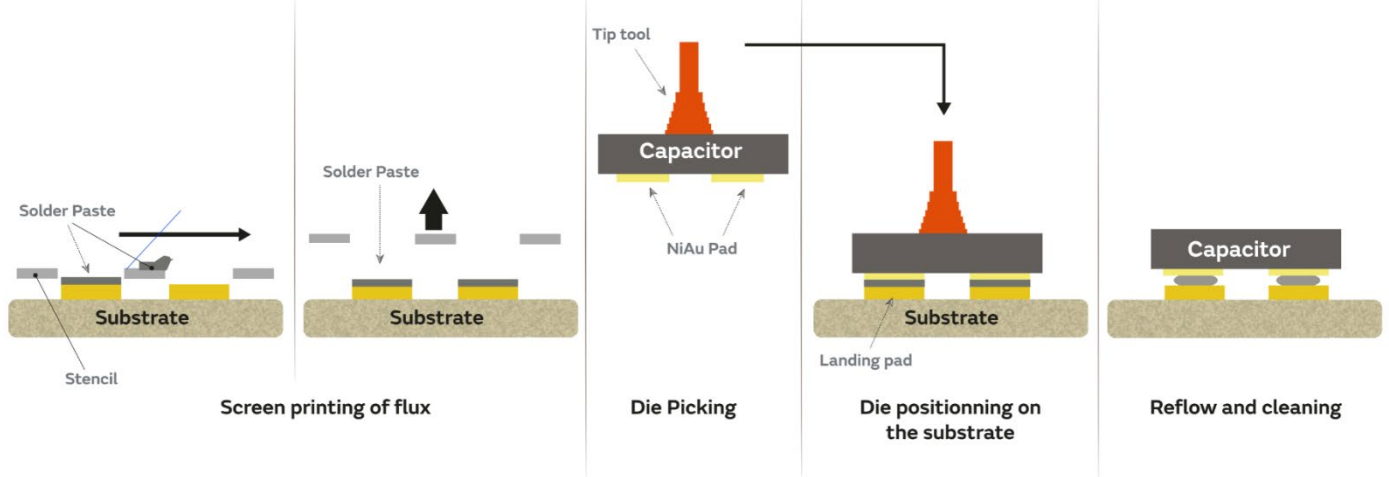 Solder Paste
Substrate
Stencil
Solder Paste
Substrate
Screen printing of flux
Tip tool
Capacitor
NiAu Pad
Die Picking
Substrate
Landing pad
Die positionning on
the substrate
Capacitor
Reflow and cleaning